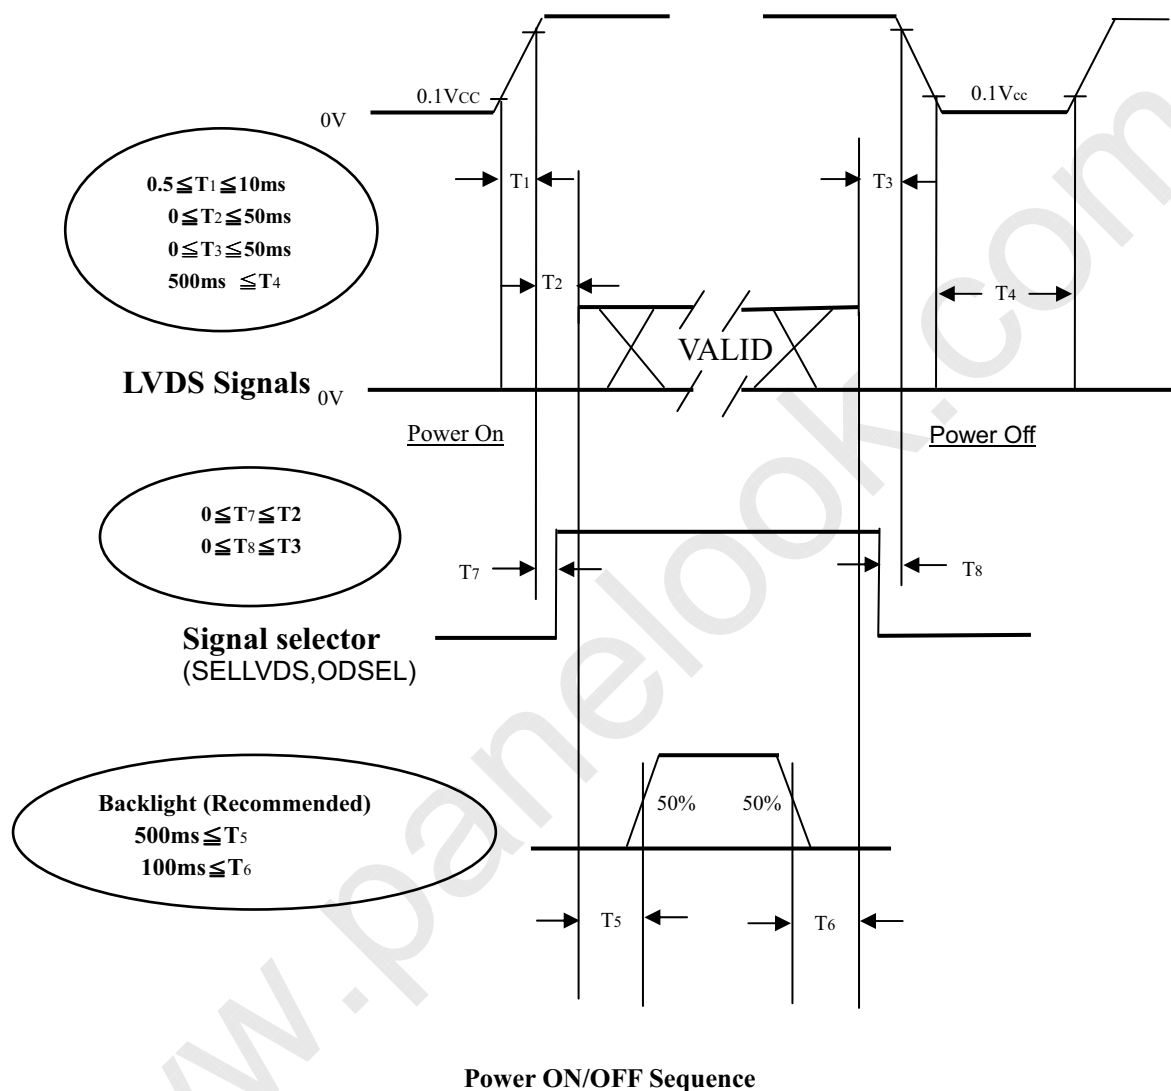 0.1VCC
0.1Vcc
0V
0.5≦T1≦10ms
0≦T2≦50ms
0≦T3≦50ms
500ms ≦T4
T1
T3
T2
T4
VALID
LVDS Signals
0V
Power On
Power Off
0≦T7≦T2
0≦T8≦T3
T7
T8
Signal selector
(SELLVDS,ODSEL)
Backlight (Recommended)
500ms≦T5
100ms≦T6
50%
50%
T5
T6
Power ON/OFF Sequence
w.panelook.com